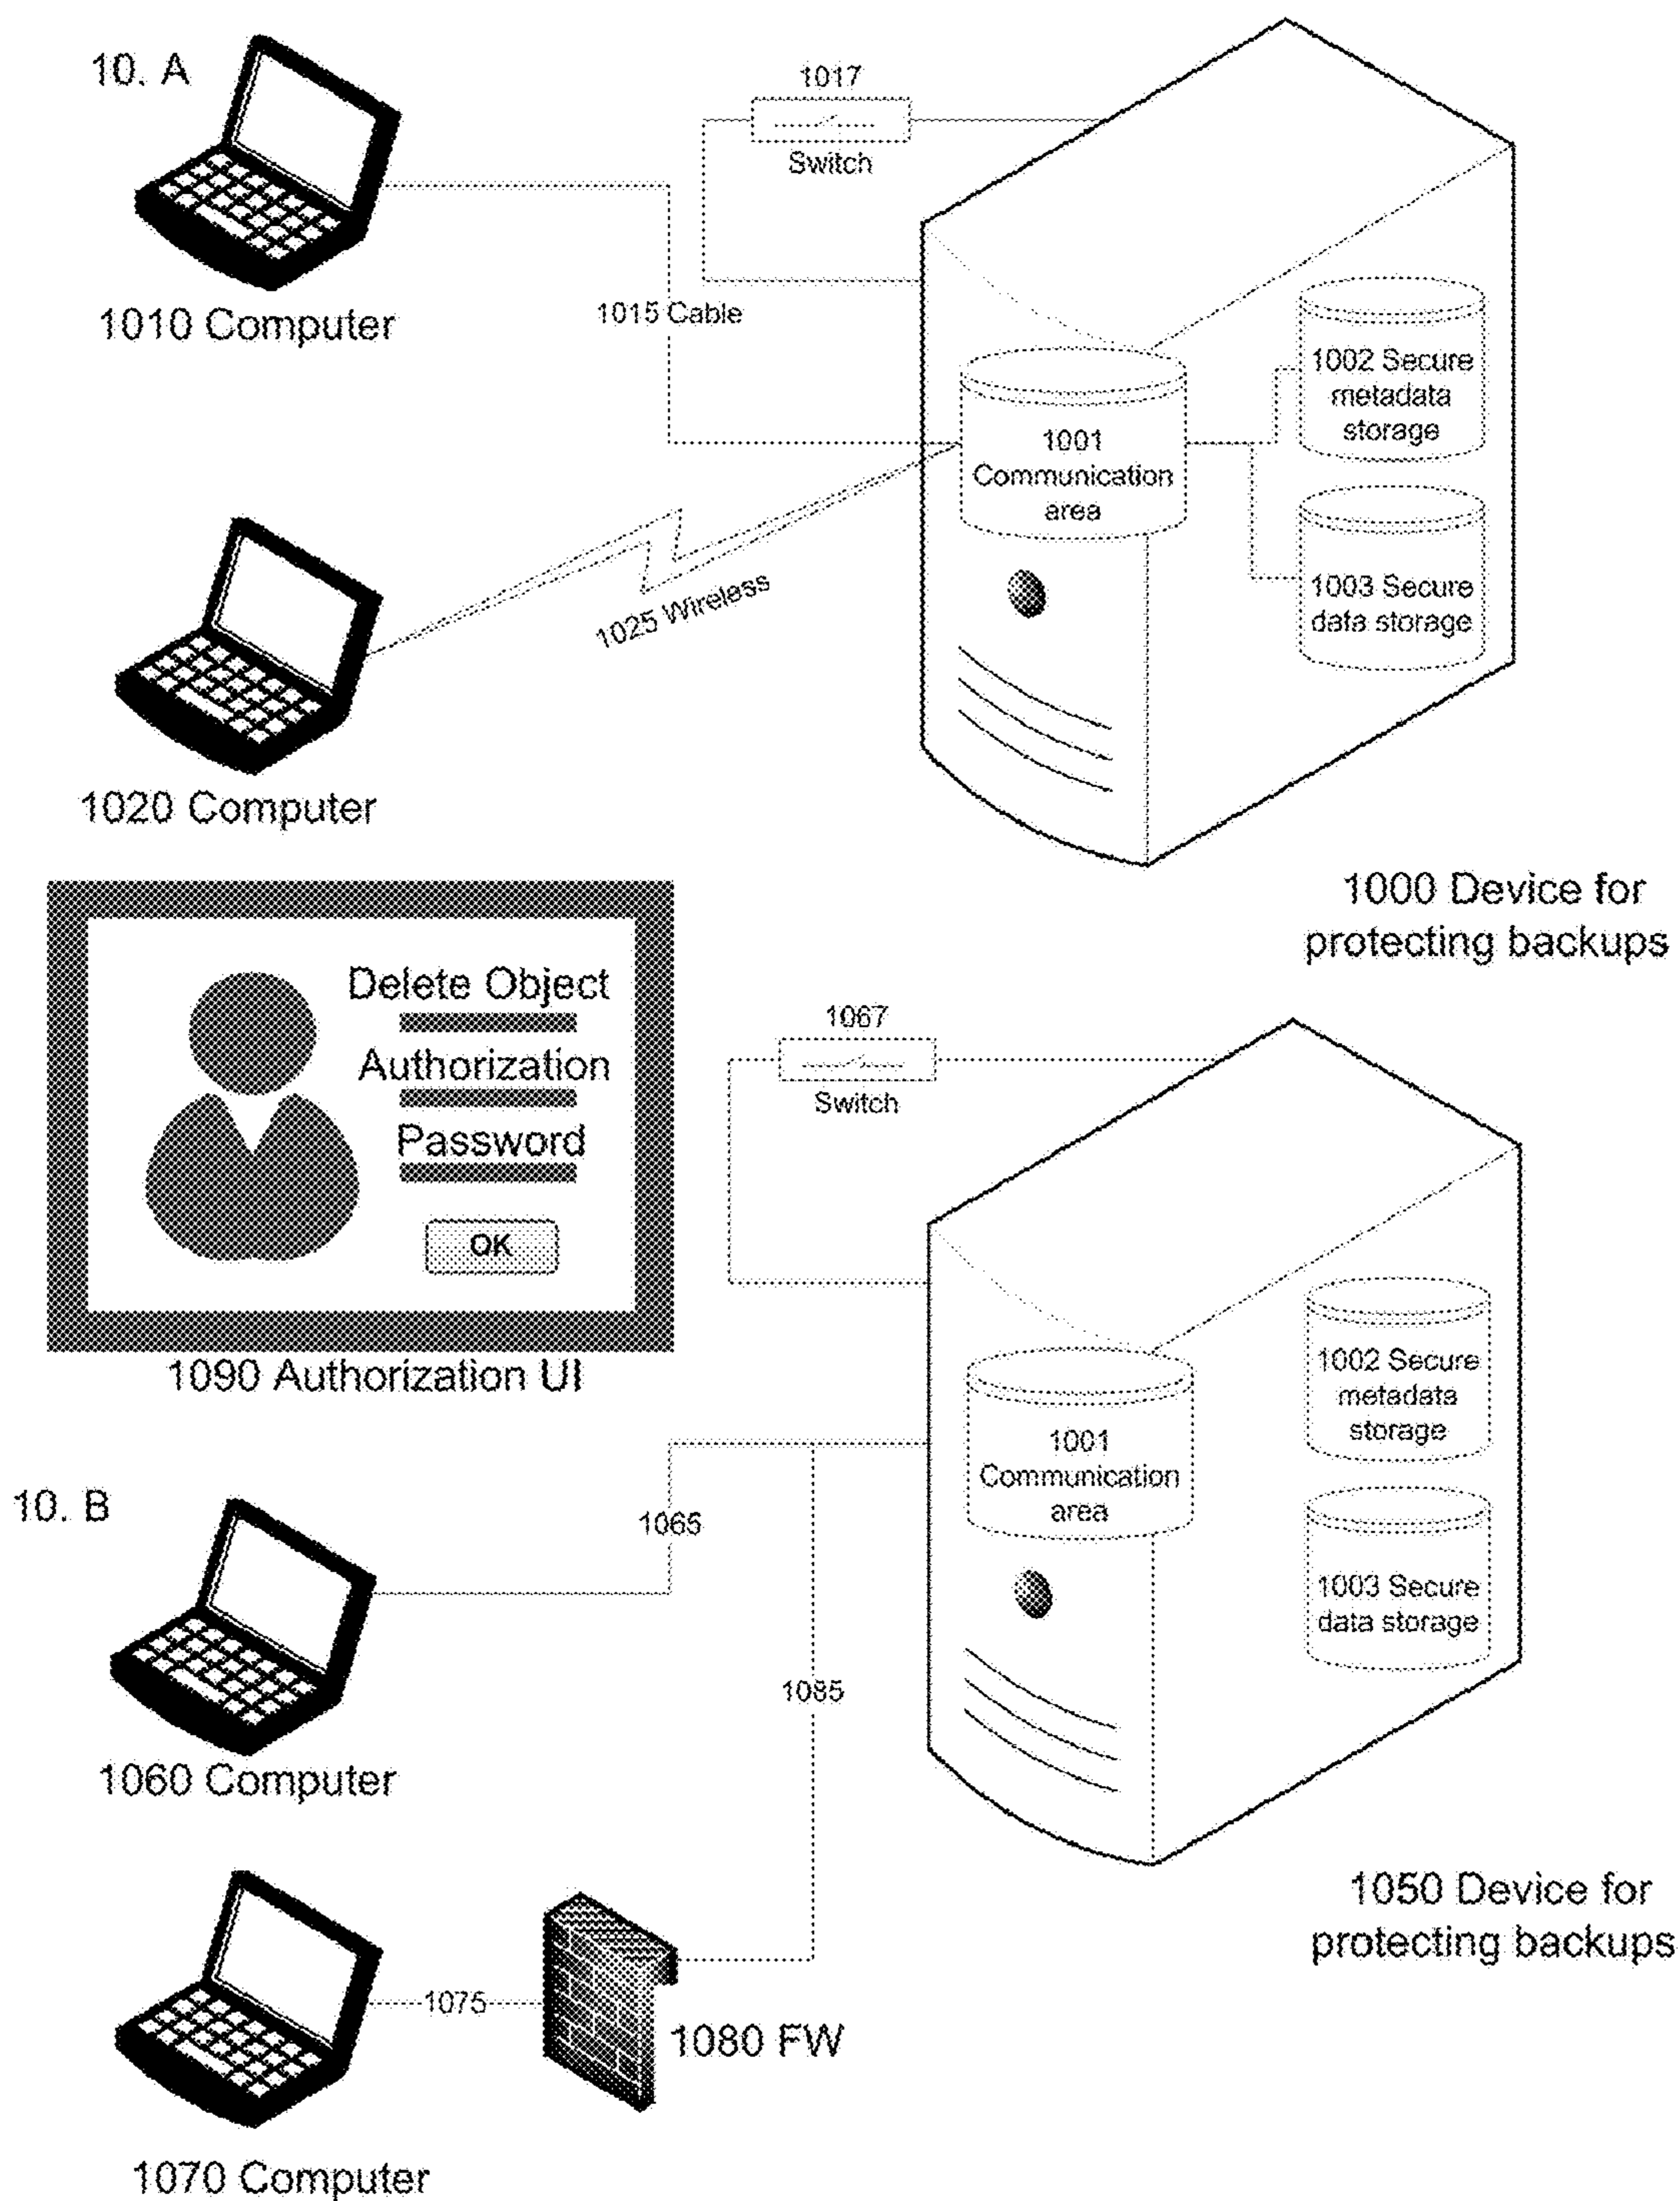 10. A
1017
Switch
1010 Computer
1015 Cable
1002 Secure
metadata
storage
1001
Communication
area
1003 Secure
data storage
1025 Wireless
1020 Computer
1000 Device for
protecting backups
Delete Object
Authorization
Password
OK
1090 Authorization UI
1067
Switch
1002 Secure
metadata
storage
1001
Communication
area
1003 Secure
data storage
10. B
1065
1085
1060 Computer
1050 Device for
protecting backups
1075
1080 FW
1070 Computer